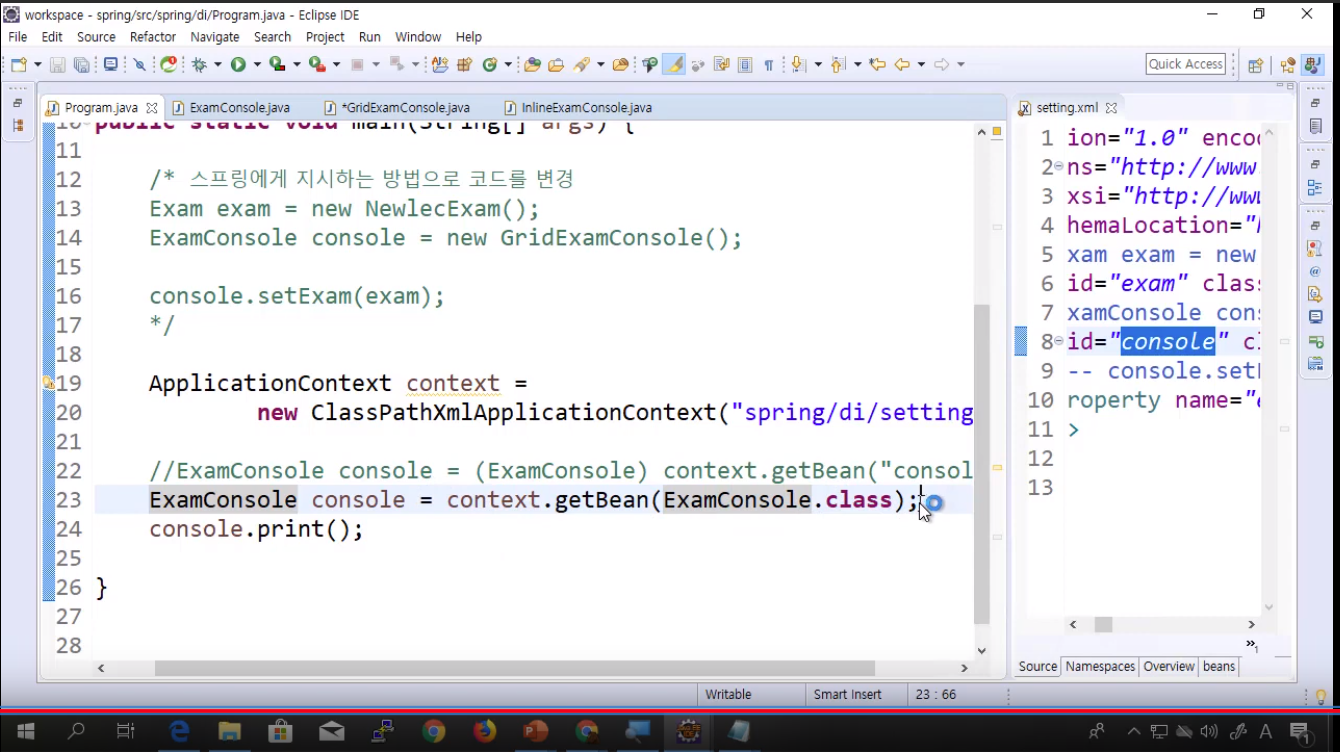 workspace - spring/src/spring/di/Program.java - Eclipse IDE
File Edit Source Refactor Navigate Search Project Run Window Help
Quick Access
Program.java ExamConsole.java *GridExamConsole.java InlineExamConsole.java
10 public static void main(String[] args) {
11
12 /* 스프링에게 지시하는 방법으로 코드를 변경
13 Exam exam = new NewlecExam();
14 ExamConsole console = new GridExamConsole();
15
16 console.setExam(exam);
17 */
18
19 ApplicationContext context =
20 new ClassPathXmlApplicationContext("spring/di/setting
21
22 //ExamConsole console = (ExamConsole) context.getBean("consol
23 ExamConsole console = context.getBean(ExamConsole.class);
24 console.print();
25
26 }
27
28
setting.xml
1 ion="1.0" enco
2 ns="http://www
3 xsi="http://ww
4 hemaLocation="
5 xam exam = new
6 id="exam" clas
7 xamConsole con
8 id="console" c
9 -- console.set
10 roperty name="
11 >
12
13
Source Namespaces Overview beans
Writable Smart Insert 23 : 66